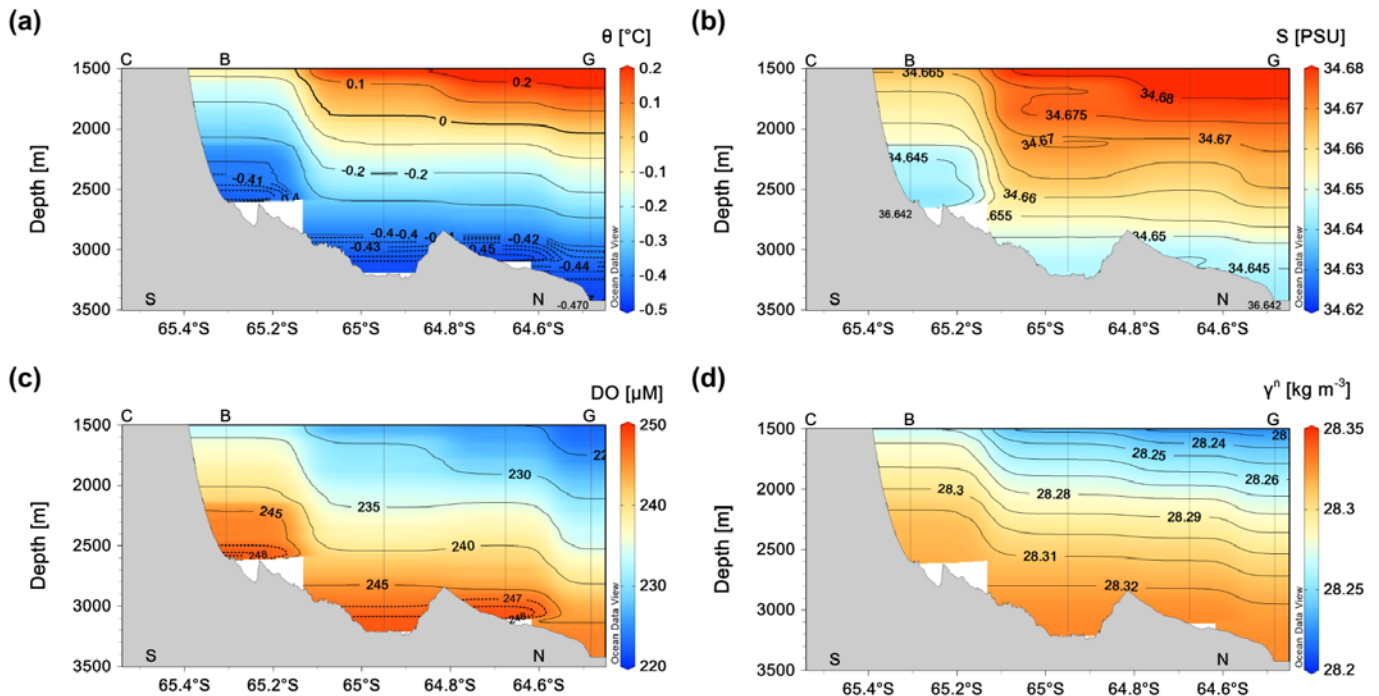 (a)
θ [°C]
C B G
1500
2000
2500
3000
3500
Depth [m]
0.1
0.2
0
-0.2 -0.2
-0.41
-0.4 -0.4
-0.43
-0.42
-0.44
-0.470
S N
65.4°S 65.2°S 65°S 64.8°S 64.6°S
Ocean Data View
0.2
0.1
0
-0.1
-0.2
-0.3
-0.4
-0.5
(b)
S [PSU]
C B G
1500
2000
2500
3000
3500
Depth [m]
34.665
34.68
34.675
34.67 34.67
34.645
34.66
34.65
34.645
36.642
36.642
S N
65.4°S 65.2°S 65°S 64.8°S 64.6°S
Ocean Data View
34.68
34.67
34.66
34.65
34.64
34.63
34.62
(c)
DO [µM]
C B G
1500
2000
2500
3000
3500
Depth [m]
230
235
245
240
248
245
247
248
S N
65.4°S 65.2°S 65°S 64.8°S 64.6°S
Ocean Data View
250
240
230
220
(d)
γⁿ [kg m⁻³]
C B G
1500
2000
2500
3000
3500
Depth [m]
28.24
28.25
28.26
28.3
28.28
28.29
28.31
28.32
S N
65.4°S 65.2°S 65°S 64.8°S 64.6°S
Ocean Data View
28.35
28.3
28.25
28.2